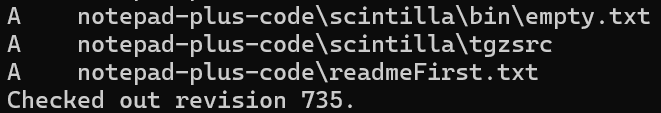 A    notepad-plus-code\scintilla\bin\empty.txt
A    notepad-plus-code\scintilla\tgzsrc
A    notepad-plus-code\readmeFirst.txt
Checked out revision 735.